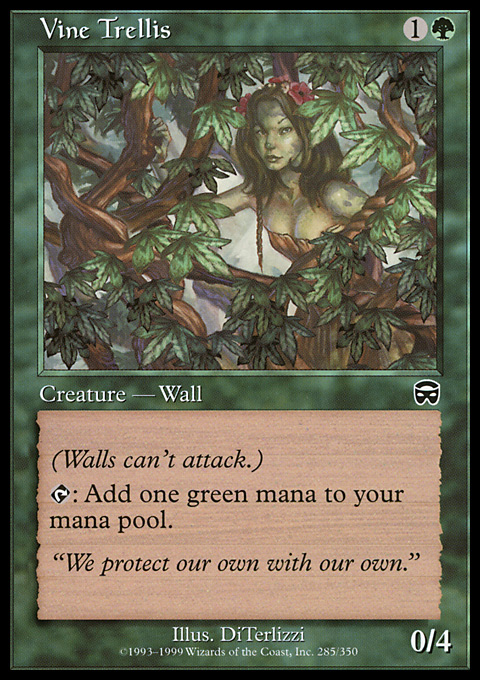 Vine Trellis 1
Creature — Wall
(Walls can't attack.)
: Add one green mana to your
mana pool.
“We protect our own with our own.”
Illus. DiTerlizzi
©1993–1999 Wizards of the Coast, Inc. 285/350
0/4